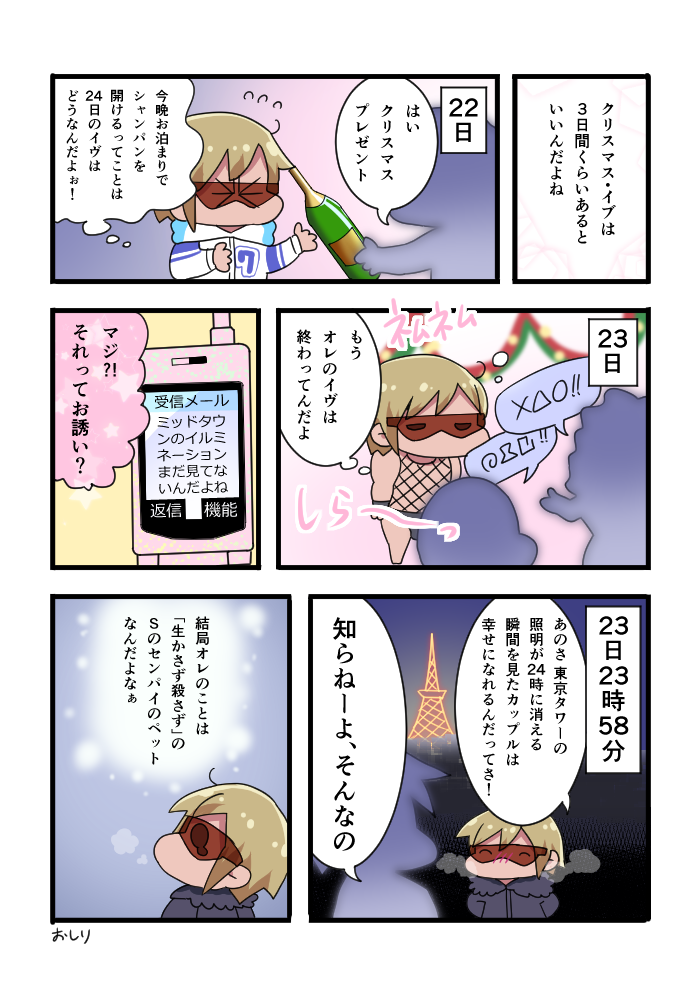 クリスマス・イブは
3日間くらいあると
いいんだよね
22日
はい
クリスマス
プレゼント
今晩お泊まりで
シャンパンを
開けるってことは
24日のイヴは
どうなんだよぉ!
7
23日
×△○!!
もう
オレのイヴは
終わってんだよ
ネムネム
しら〜っ
受信メール
ミッドタウ
ンのイルミ
ネーション
まだ見てな
いんだよね
返信
機能
マジ?!
それってお誘い?
23日23時58分
あのさ東京タワーの
照明が24時に消える
瞬間を見たカップルは
幸せになれるんだってさ!
知らねーよ、そんなの
結局オレのことは
「生かさず殺さず」の
Sのセンパイのペット
なんだよなぁ
おしり